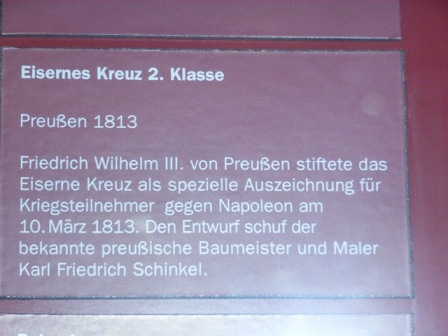 Eisernes Kreuz 2. Klasse
Preußen 1813
Friedrich Wilhelm III. von Preußen stiftete das
Eiserne Kreuz als spezielle Auszeichnung für
Kriegsteilnehmer gegen Napoleon am
10. März 1813. Den Entwurf schuf der
bekannte preußische Baumeister und Maler
Karl Friedrich Schinkel.